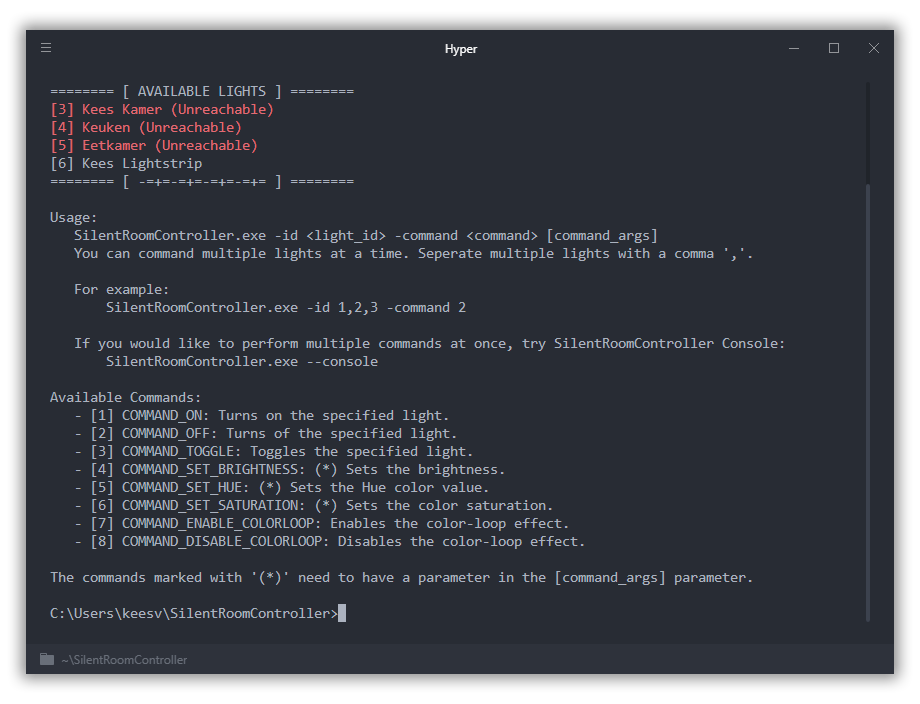 Hyper
======== [ AVAILABLE LIGHTS ] ========
[3] Kees Kamer (Unreachable)
[4] Keuken (Unreachable)
[5] Eetkamer (Unreachable)
[6] Kees Lightstrip
======== [ -=+=-=+=-=+=-=+= ] ========
Usage:
SilentRoomController.exe -id <light_id> -command <command> [command_args]
You can command multiple lights at a time. Seperate multiple lights with a comma ','.
For example:
SilentRoomController.exe -id 1,2,3 -command 2
If you would like to perform multiple commands at once, try SilentRoomController Console:
SilentRoomController.exe --console
Available Commands:
- [1] COMMAND_ON: Turns on the specified light.
- [2] COMMAND_OFF: Turns of the specified light.
- [3] COMMAND_TOGGLE: Toggles the specified light.
- [4] COMMAND_SET_BRIGHTNESS: (*) Sets the brightness.
- [5] COMMAND_SET_HUE: (*) Sets the Hue color value.
- [6] COMMAND_SET_SATURATION: (*) Sets the color saturation.
- [7] COMMAND_ENABLE_COLORLOOP: Enables the color-loop effect.
- [8] COMMAND_DISABLE_COLORLOOP: Disables the color-loop effect.
The commands marked with '(*)' need to have a parameter in the [command_args] parameter.
C:\Users\keesv\SilentRoomController>
~\SilentRoomController